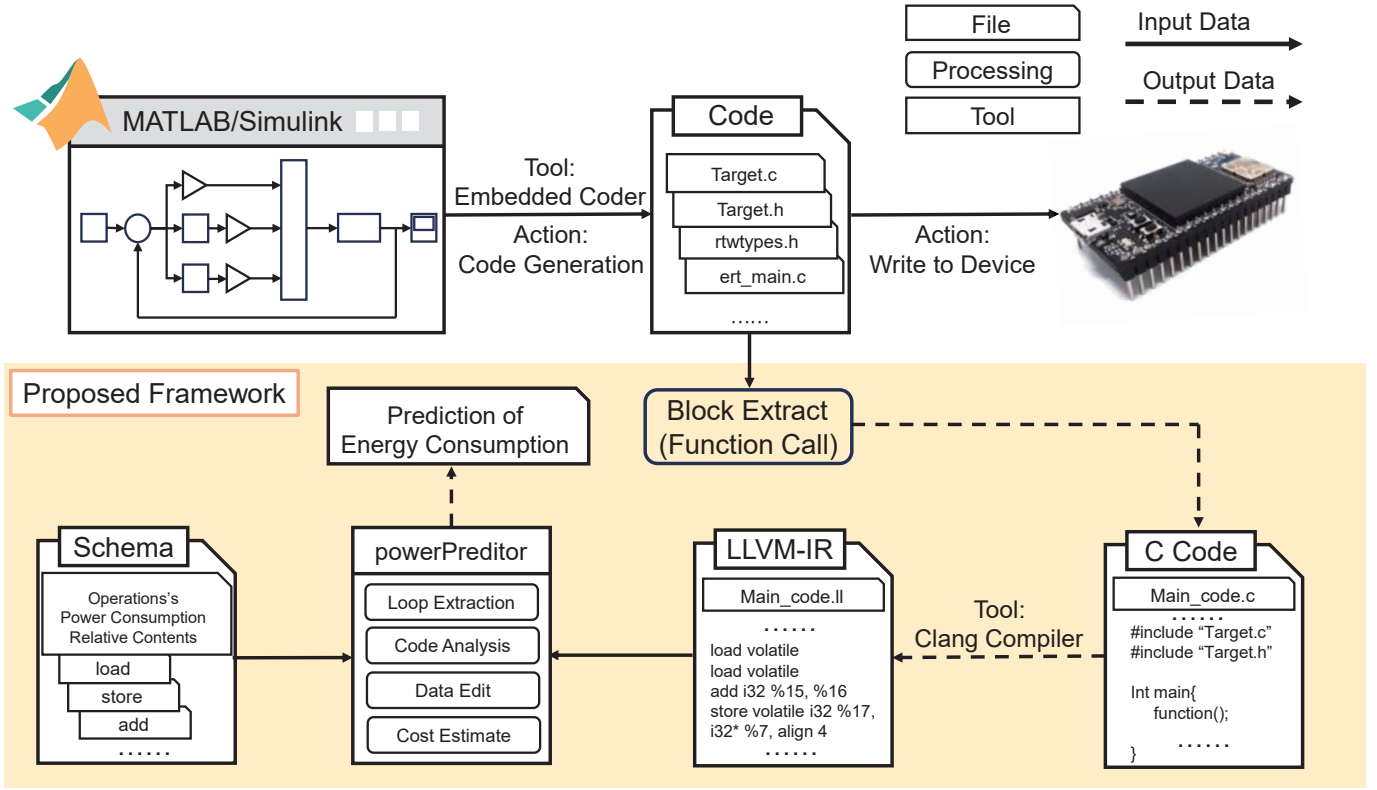 File
Processing
Tool
Input Data
Output Data
MATLAB/Simulink
Tool:
Embedded Coder
Action:
Code Generation
Code
Target.c
Target.h
rtwtypes.h
ert_main.c
......
Action:
Write to Device
Proposed Framework
Prediction of
Energy Consumption
Block Extract
(Function Call)
Schema
Operations's
Power Consumption
Relative Contents
load
store
add
......
powerPreditor
Loop Extraction
Code Analysis
Data Edit
Cost Estimate
LLVM-IR
Main_code.ll
......
load volatile
load volatile
add i32 %15, %16
store volatile i32 %17,
i32* %7, align 4
......
Tool:
Clang Compiler
C Code
Main_code.c
......
#include “Target.c”
#include “Target.h”
Int main{
function();
......
}